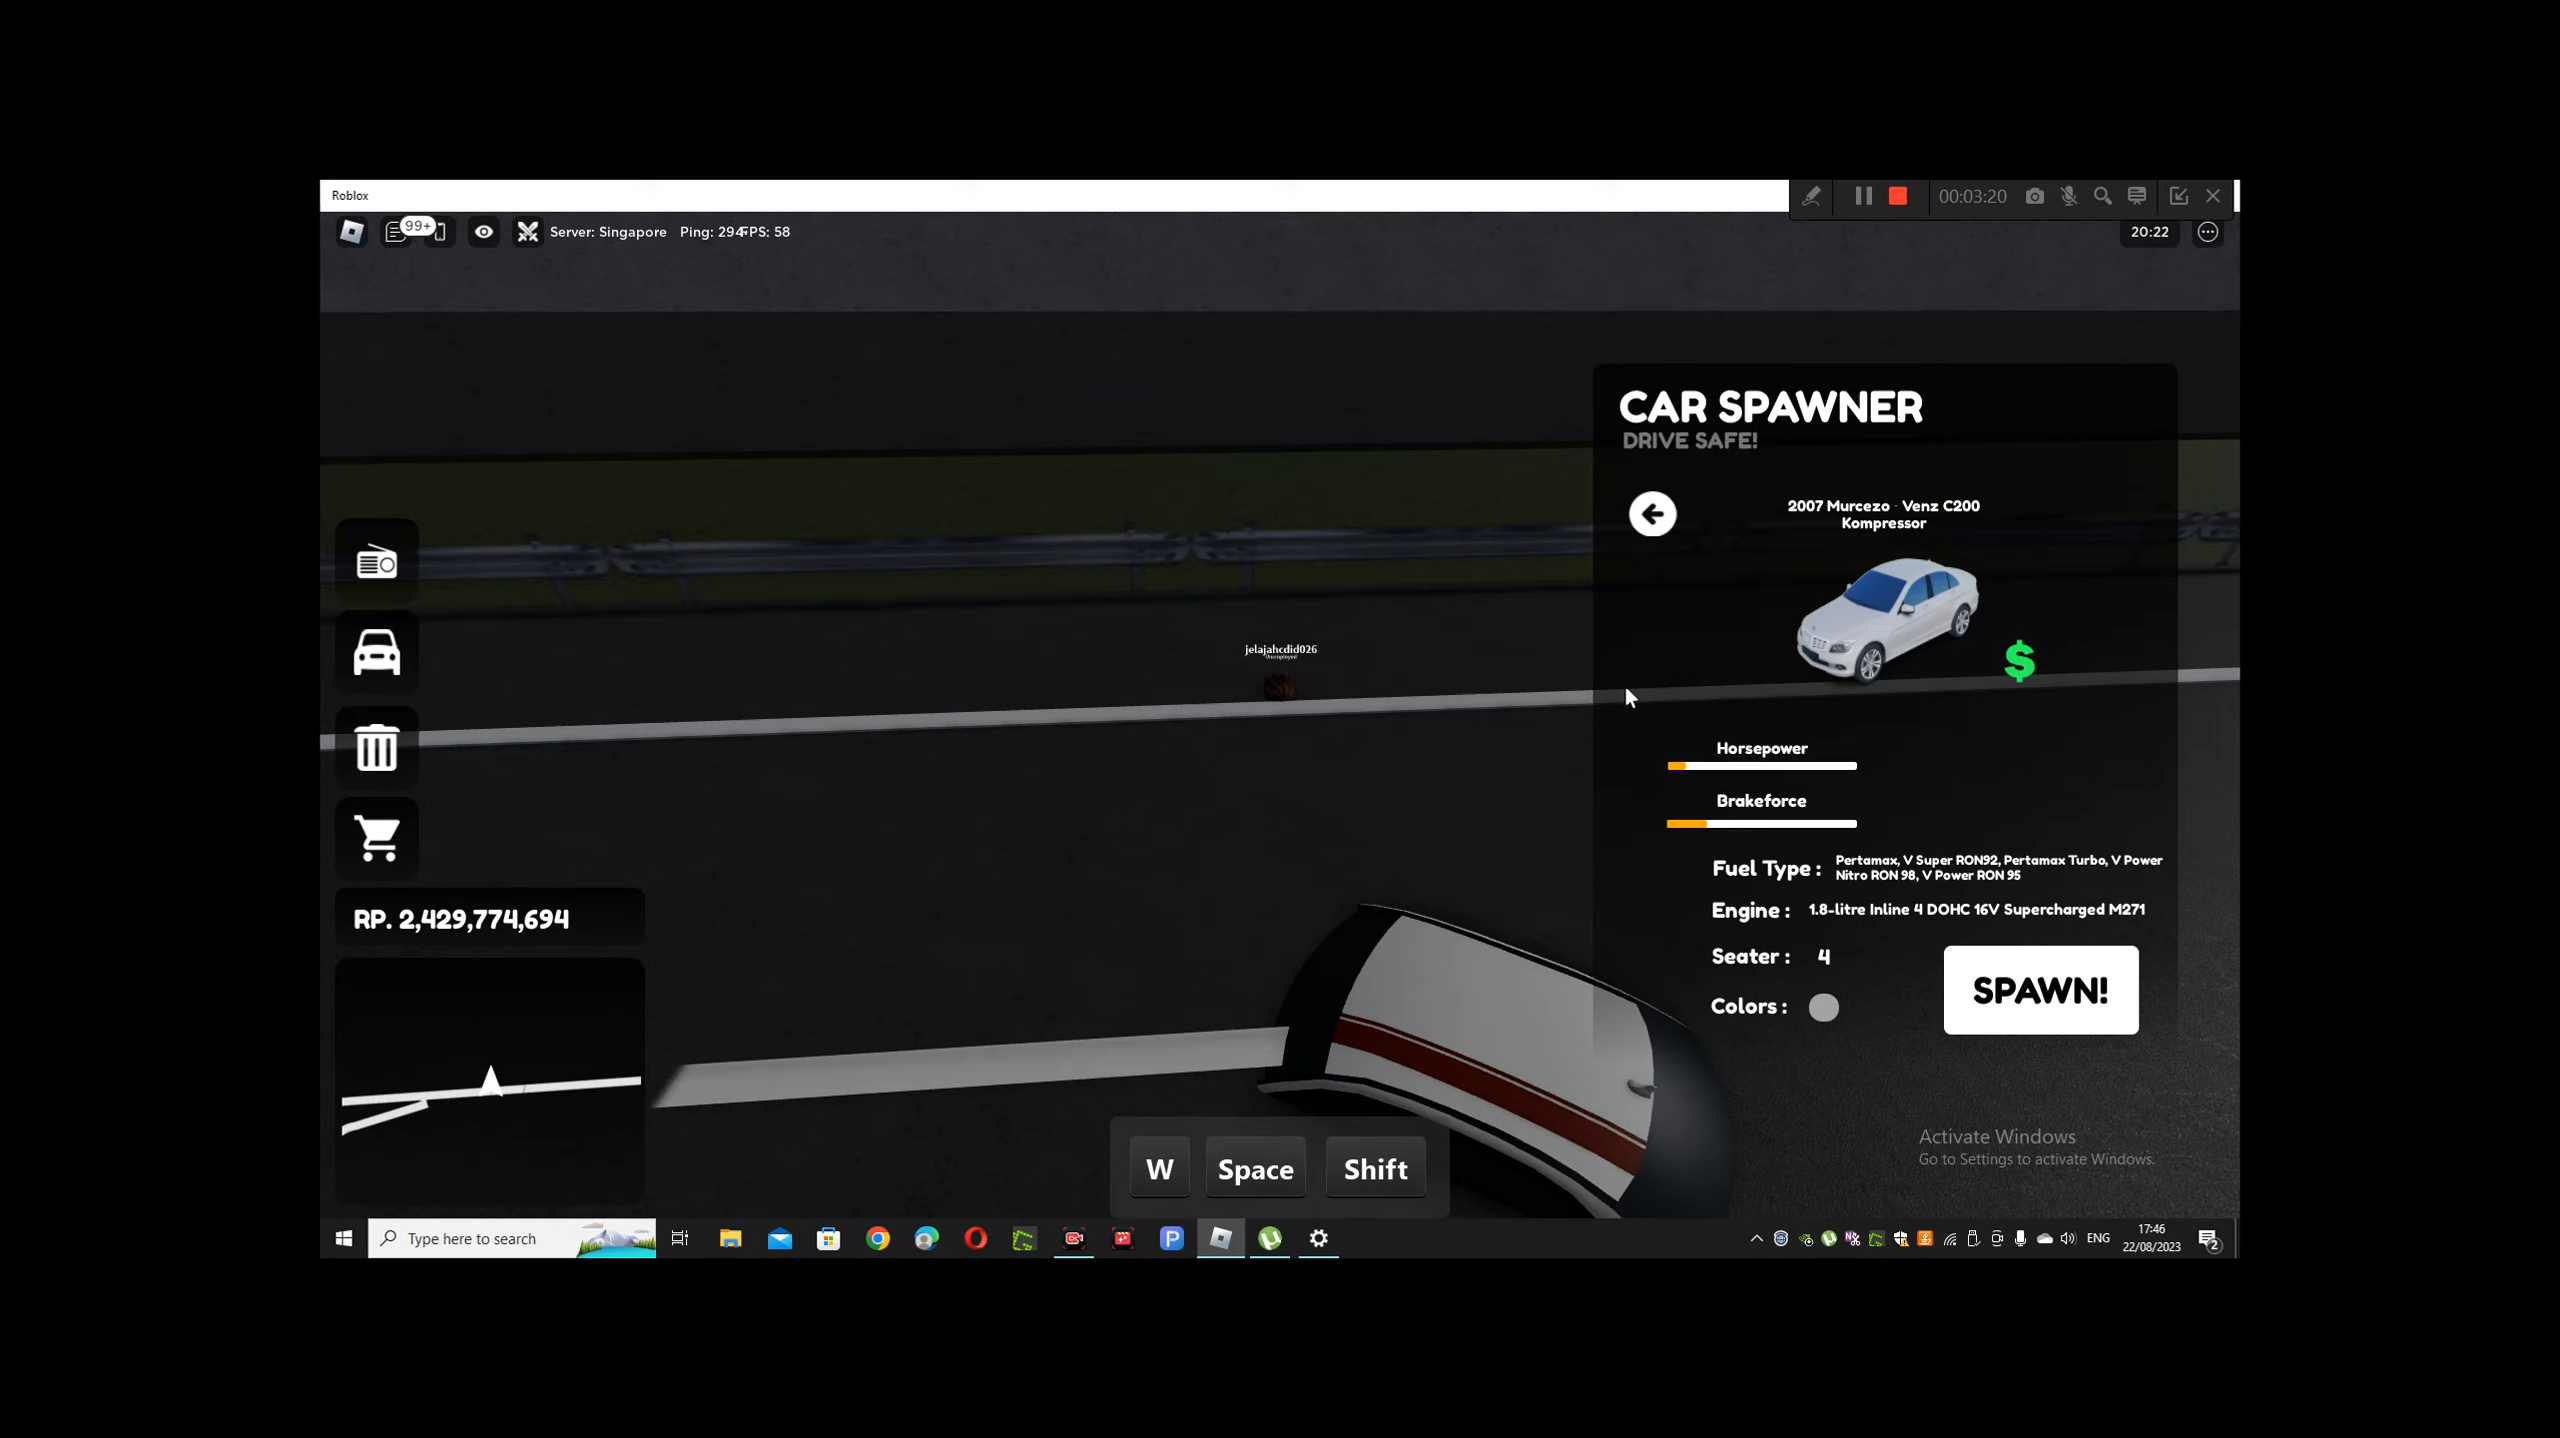 Roblox
00:03:20
99+
Server: Singapore Ping: 294 FPS: 58
20:22
CAR SPAWNER
DRIVE SAFE!
2007 Murcezo - Venz C200
Kompressor
$
jelajahcdid026
Unemployed
Horsepower
Brakeforce
Fuel Type : Pertamax, V Super RON92, Pertamax Turbo, V Power
Nitro RON 98, V Power RON 95
Engine : 1.8-litre Inline 4 DOHC 16V Supercharged M271
Seater : 4
Colors :
SPAWN!
RP. 2,429,774,694
W Space Shift
Activate Windows
Go to Settings to activate Windows.
Type here to search
ENG
17:46
22/08/2023
2